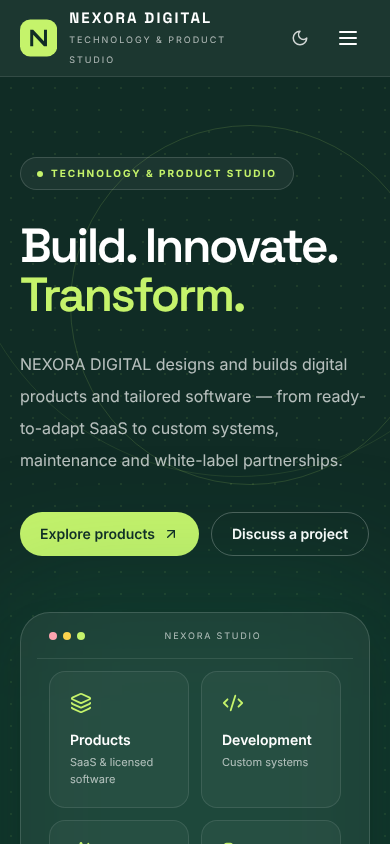 N
NEXORA DIGITAL
TECHNOLOGY & PRODUCT
STUDIO
TECHNOLOGY & PRODUCT STUDIO
Build. Innovate.
Transform.
NEXORA DIGITAL designs and builds digital
products and tailored software — from ready-
to-adapt SaaS to custom systems,
maintenance and white-label partnerships.
Explore products
Discuss a project
NEXORA STUDIO
Products
SaaS & licensed
software
Development
Custom systems